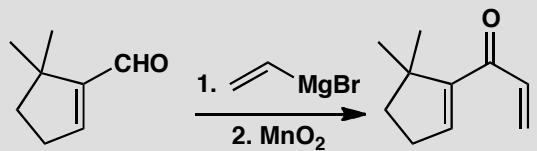 O
CHO
1. MgBr
2. MnO₂